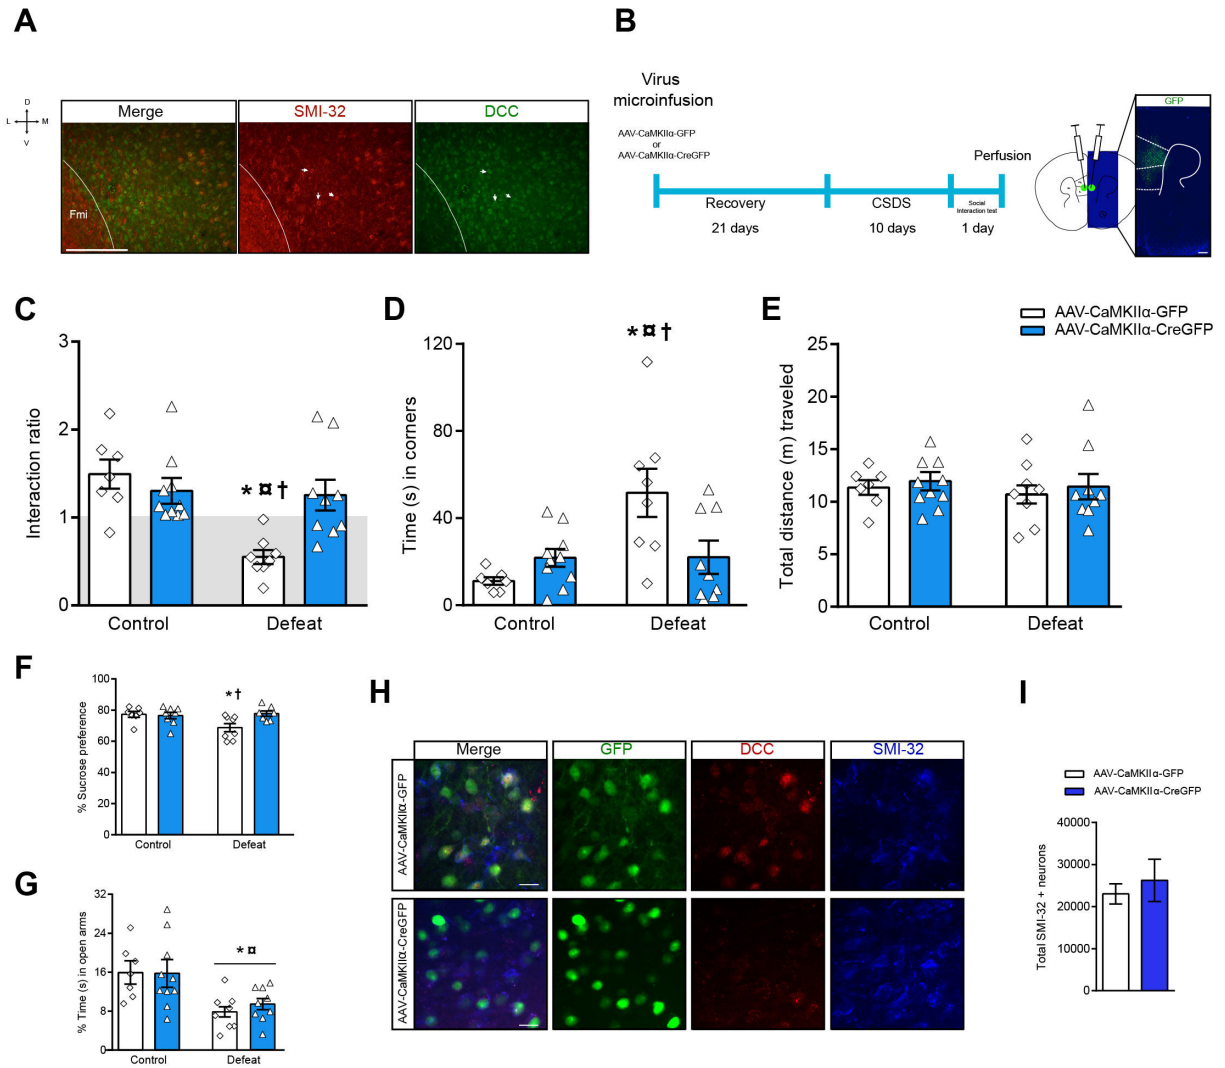 A
D
L
M
V
Merge
SMI-32
DCC
Fmi
B
Virus
microinfusion
AAV-CaMKIIα-GFP
or
AAV-CaMKIIα-CreGFP
Perfusion
Recovery
CSDS
Social
Interaction test
21 days
10 days
1 day
GFP
C
3
2
1
0
Interaction ratio
*¤†
Control
Defeat
D
120
80
40
0
Time (s) in corners
*¤†
Control
Defeat
E
AAV-CaMKIIα-GFP
AAV-CaMKIIα-CreGFP
25
20
15
10
5
0
Total distance (m) traveled
Control
Defeat
F
100
80
60
40
20
0
% Sucrose preference
*†
Control
Defeat
G
32
24
16
8
0
% Time (s) in open arms
*¤
Control
Defeat
H
Merge
GFP
DCC
SMI-32
AAV-CaMKIIα-GFP
AAV-CaMKIIα-CreGFP
I
AAV-CaMKIIα-GFP
AAV-CaMKIIα-CreGFP
40000
30000
20000
10000
0
Total SMI-32 + neurons